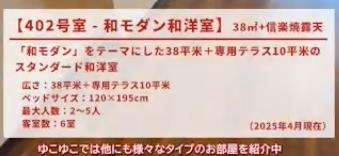 【402号室 - 和モダン和洋室】 38㎡+信楽焼露天
「和モダン」をテーマにした38平米+専用テラス10平米の
スタンダード和洋室
広さ：38平米+専用テラス10平米
ベッドサイズ：120×195cm
最大人数：2~5人
客室数：6室
（2025年4月現在）
ゆこゆこでは他にも様々なタイプのお部屋を紹介中